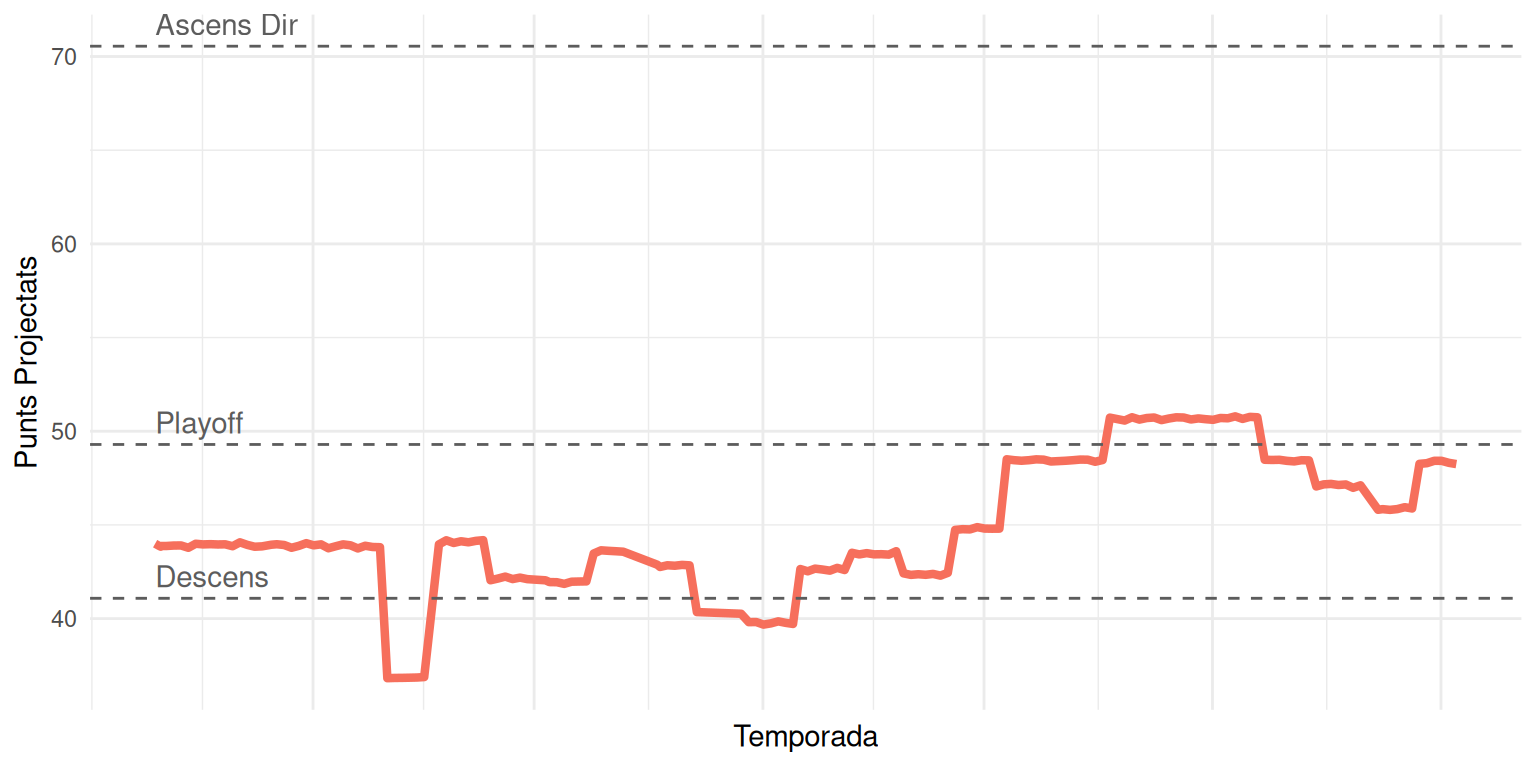 Ascens Dir
70
60
Punts Projectats
Playoff
50
Descens
40
Temporada